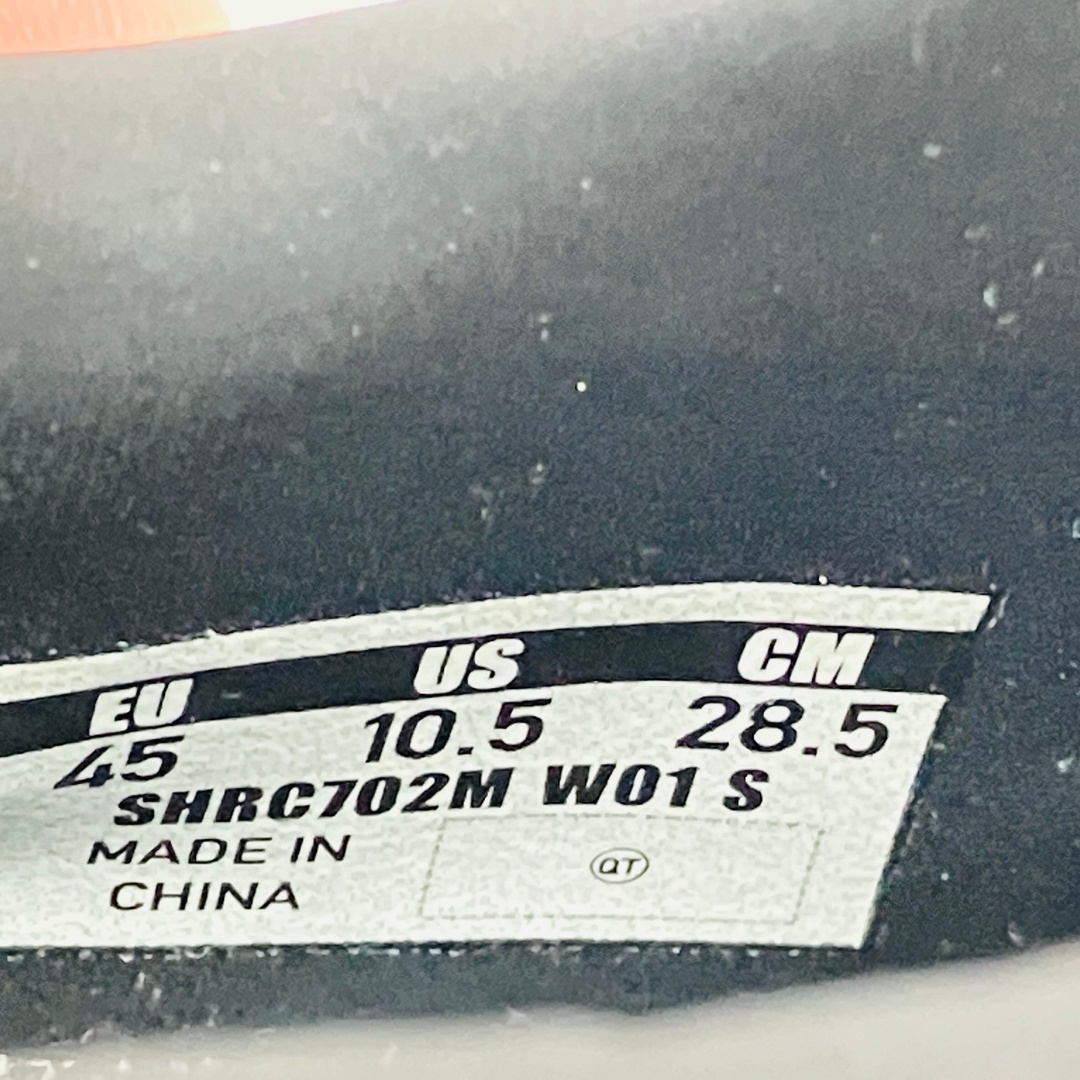 EU US CM
45 10.5 28.5
SHRC702M W01 S
MADE IN
CHINA
QT